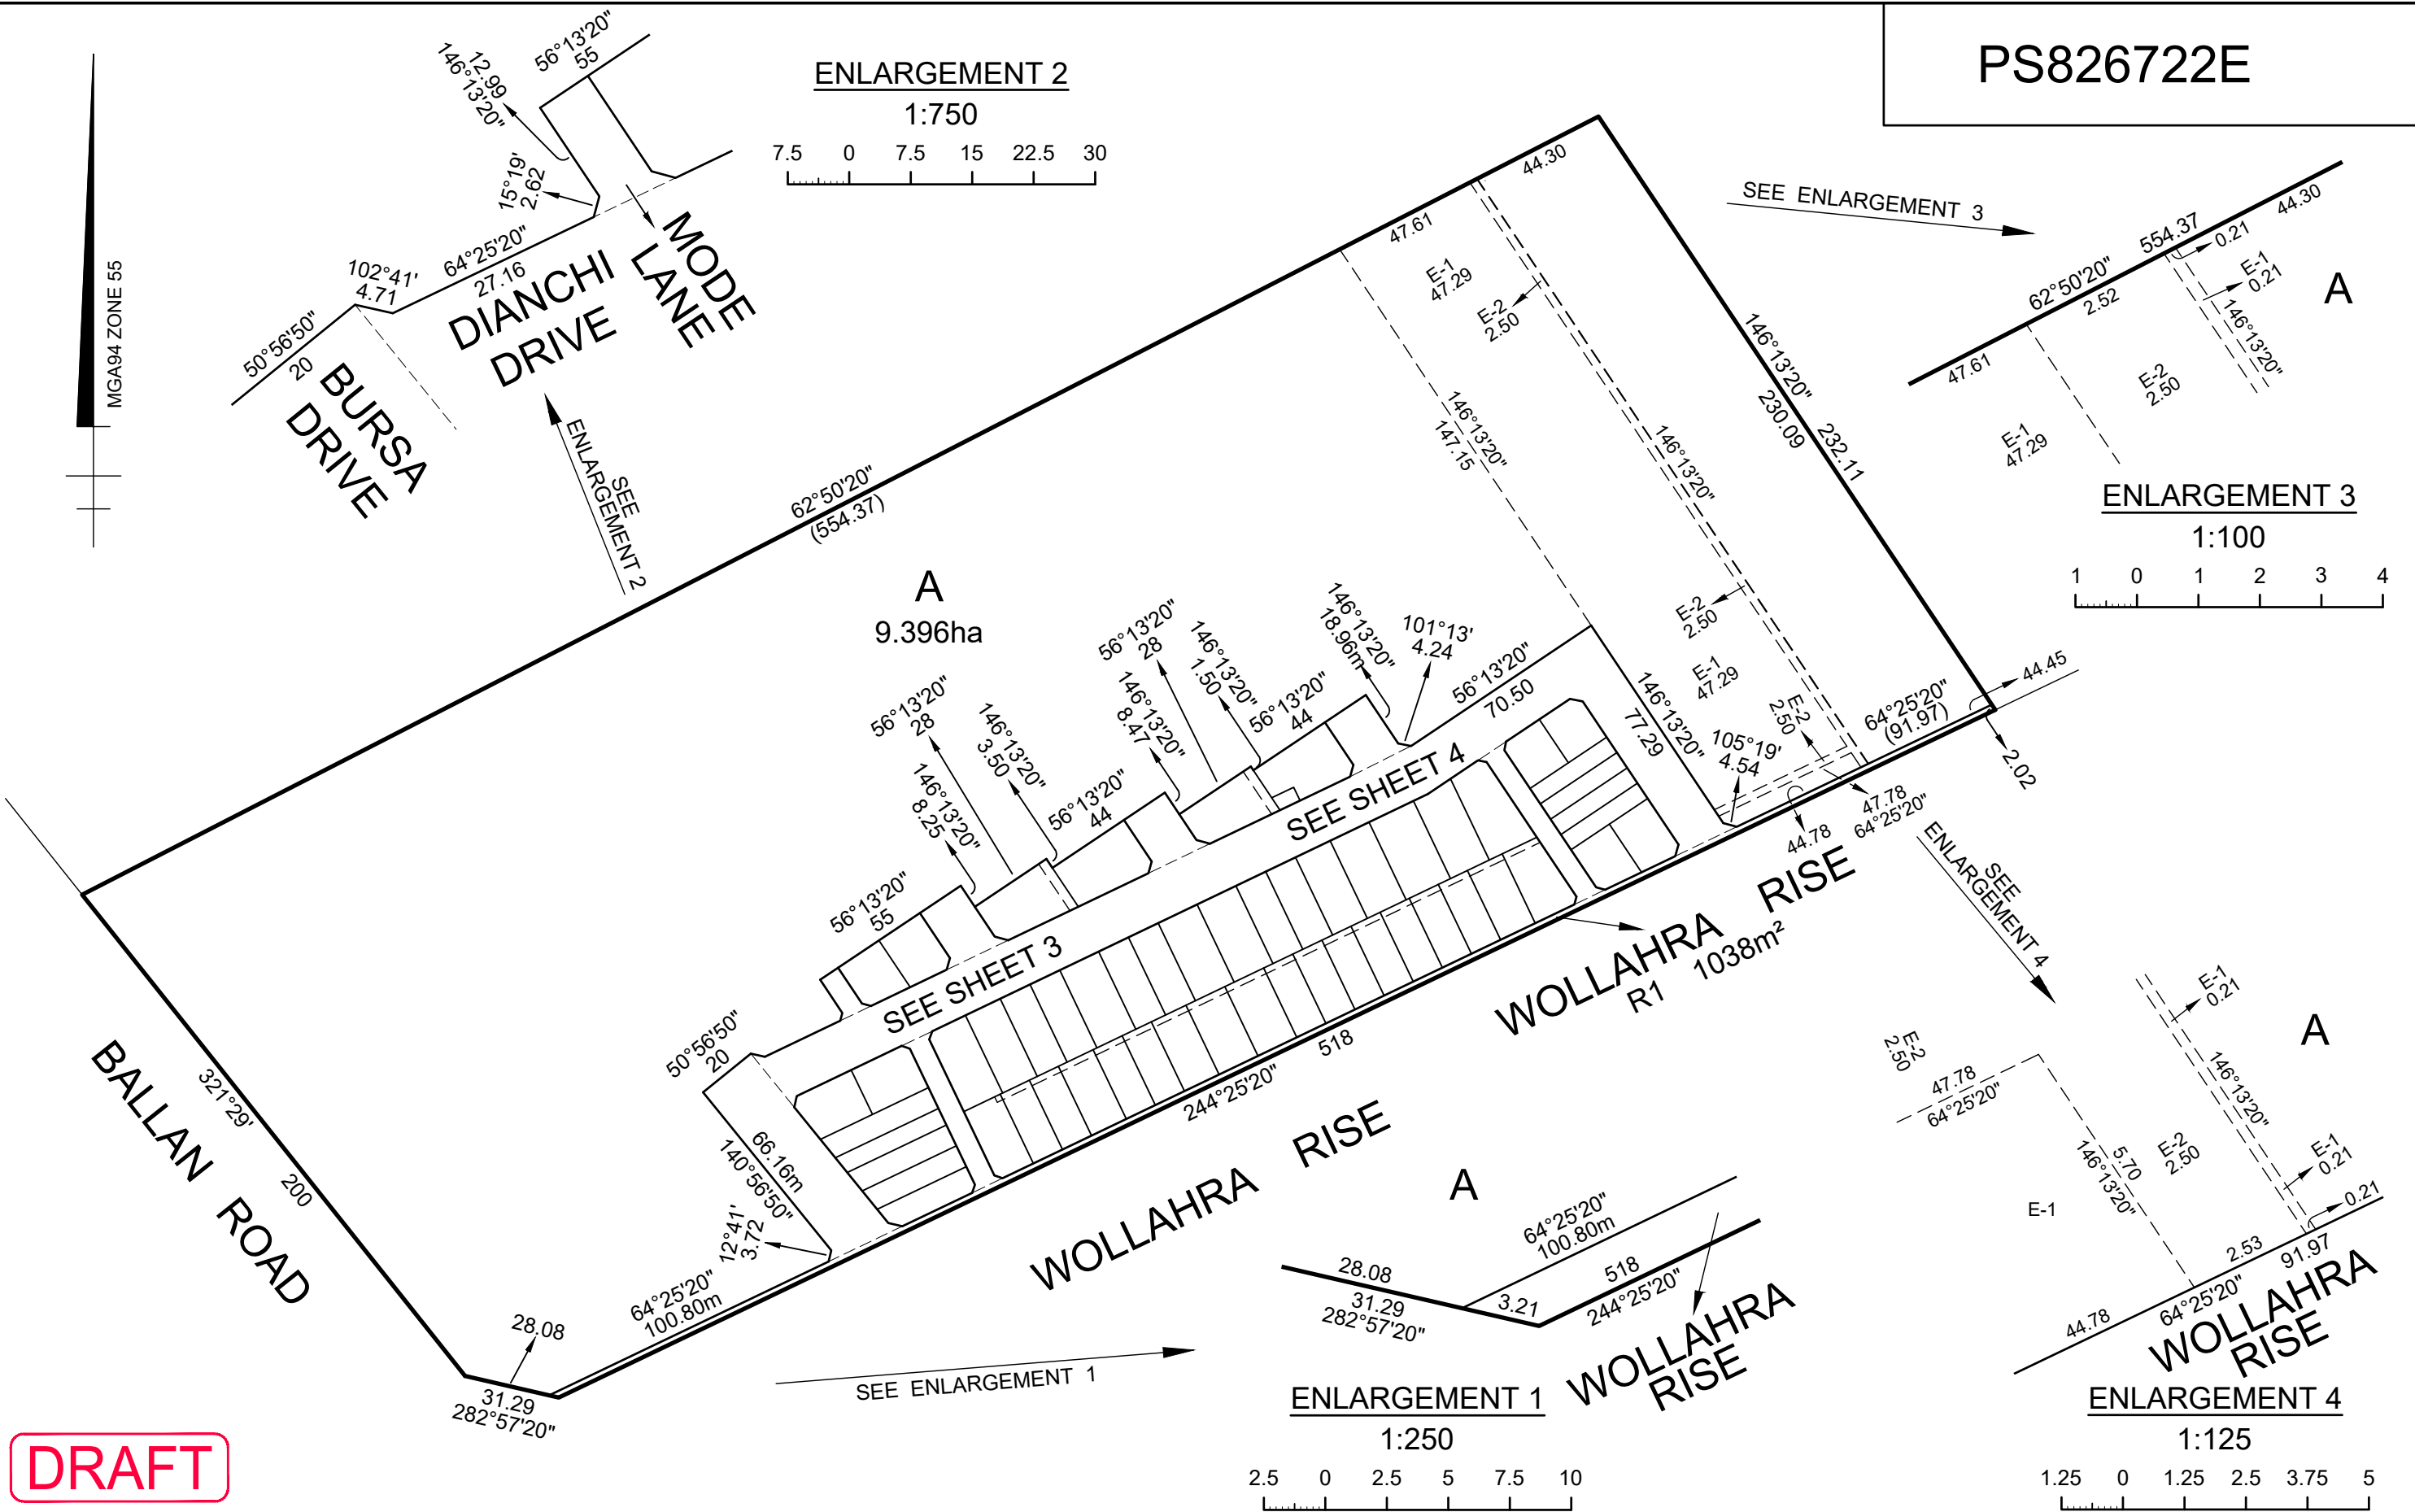 PS826722E
MGA94 ZONE 55
ENLARGEMENT 2
1:750
7.5 0 7.5 15 22.5 30
56°13'20"
55
12.99
146°13'20"
15°19'
2.62
64°25'20"
27.16
102°41'
4.71
50°56'50"
20
BURSA
DRIVE
DIANCHI
DRIVE
MODE
LANE
SEE
ENLARGEMENT 2
SEE ENLARGEMENT 3
62°50'20"
(554.37)
47.61
44.30
E-1
47.29
E-2
2.50
146°13'20"
147.15
146°13'20"
146°13'20"
230.09
232.11
E-2
2.50
E-1
47.29
E-2
2.50
64°25'20"
(91.97)
44.45
2.02
47.78
64°25'20"
44.78
105°19'
4.54
146°13'20"
77.29
A
9.396ha
56°13'20"
55
146°13'20"
8.25
56°13'20"
28
146°13'20"
3.50
56°13'20"
44
146°13'20"
8.47
56°13'20"
28
146°13'20"
1.50
56°13'20"
44
146°13'20"
18.96m
101°13'
4.24
56°13'20"
70.50
SEE SHEET 3
SEE SHEET 4
50°56'50"
20
66.16m
140°56'50"
12°41'
3.72
64°25'20"
100.80m
28.08
31.29
282°57'20"
BALLAN ROAD
321°29'
200
244°25'20"
518
WOLLAHRA RISE
WOLLAHRA RISE
R1 1038m²
SEE ENLARGEMENT 1
A
64°25'20"
100.80m
28.08
31.29
282°57'20"
3.21
518
244°25'20"
WOLLAHRA
RISE
ENLARGEMENT 1
1:250
2.5 0 2.5 5 7.5 10
554.37
44.30
0.21
62°50'20"
2.52
E-1
0.21
146°13'20"
A
47.61
E-2
2.50
E-1
47.29
ENLARGEMENT 3
1:100
1 0 1 2 3 4
SEE
ENLARGEMENT 4
E-1
0.21
A
E-2
2.50
47.78
64°25'20"
146°13'20"
5.70
146°13'20"
E-2
2.50
E-1
0.21
E-1
0.21
2.53
91.97
64°25'20"
44.78
WOLLAHRA
RISE
ENLARGEMENT 4
1:125
1.25 0 1.25 2.5 3.75 5
DRAFT